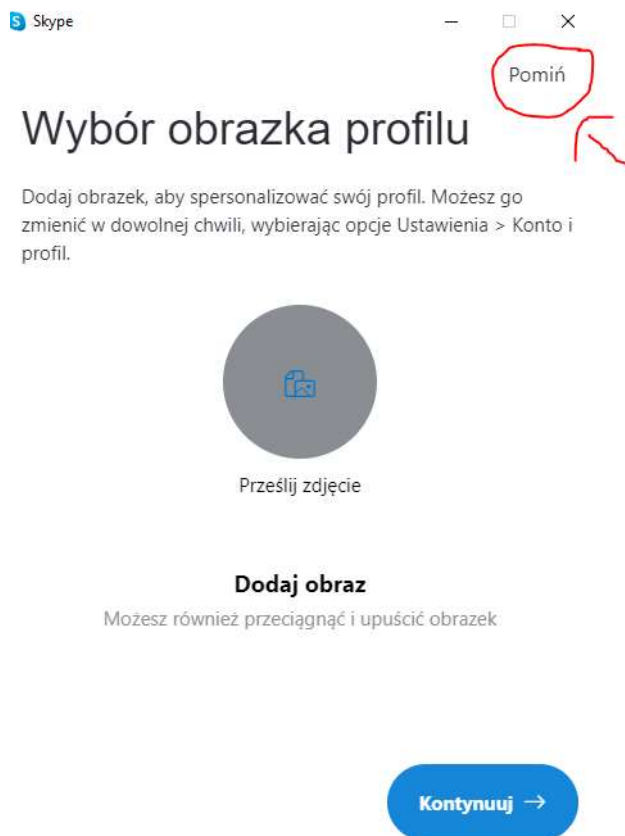 Skype
Pomiń
Wybór obrazka profilu
Dodaj obrazek, aby spersonalizować swój profil. Możesz go
zmienić w dowolnej chwili, wybierając opcje Ustawienia > Konto i
profil.
Prześlij zdjęcie
Dodaj obraz
Możesz również przeciągnąć i upuścić obrazek
Kontynuuj →